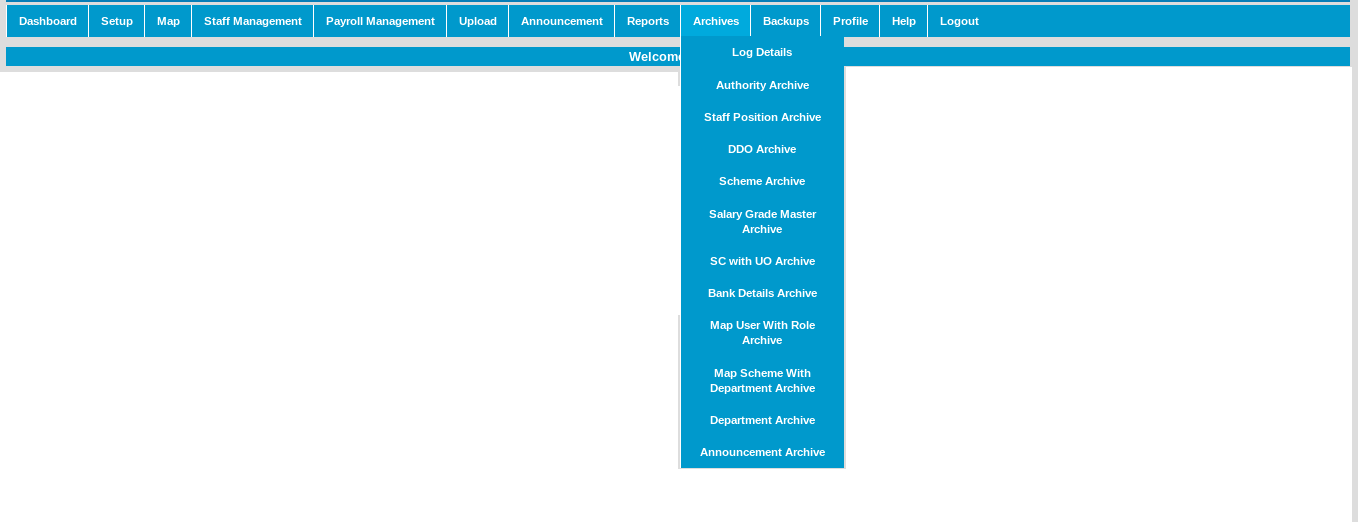 Dashboard Setup Map Staff Management Payroll Management Upload Announcement Reports Archives Backups Profile Help Logout
Welcome
Log Details
Authority Archive
Staff Position Archive
DDO Archive
Scheme Archive
Salary Grade Master
Archive
SC with UO Archive
Bank Details Archive
Map User With Role
Archive
Map Scheme With
Department Archive
Department Archive
Announcement Archive